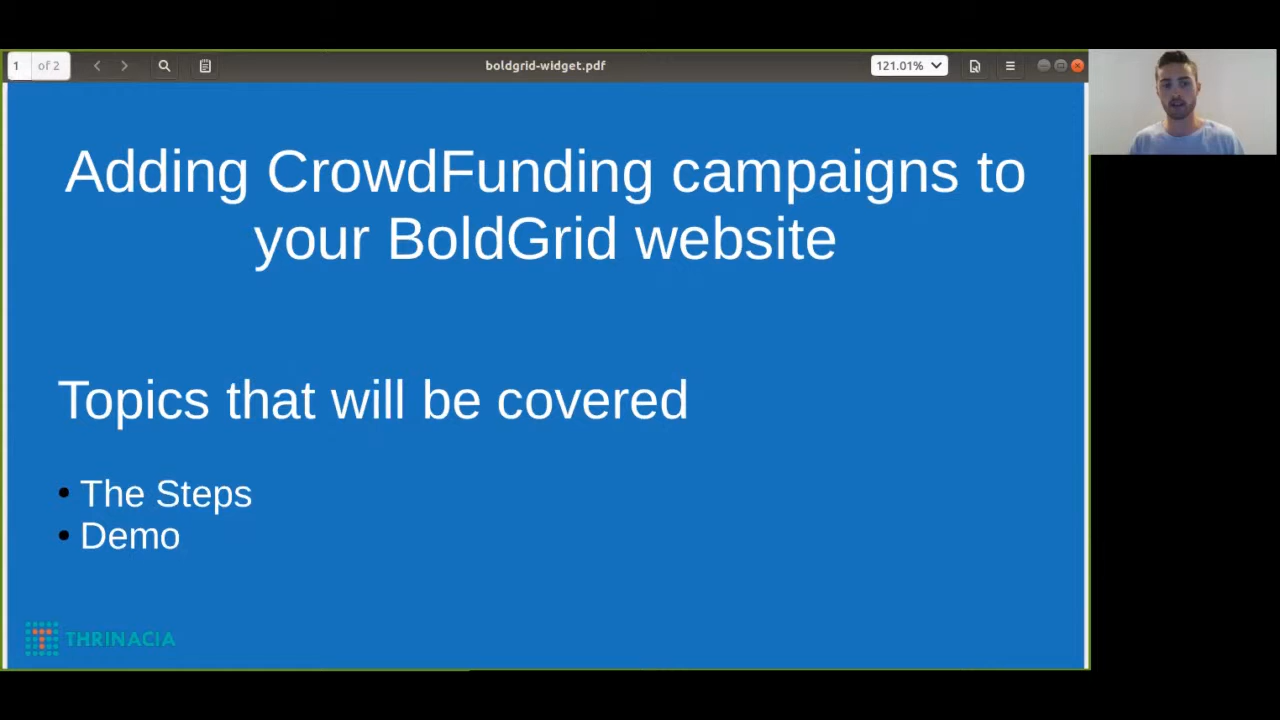 1 of 2
boldgrid-widget.pdf
121.01%
Adding CrowdFunding campaigns to
your BoldGrid website
Topics that will be covered
• The Steps
• Demo
THRINACIA